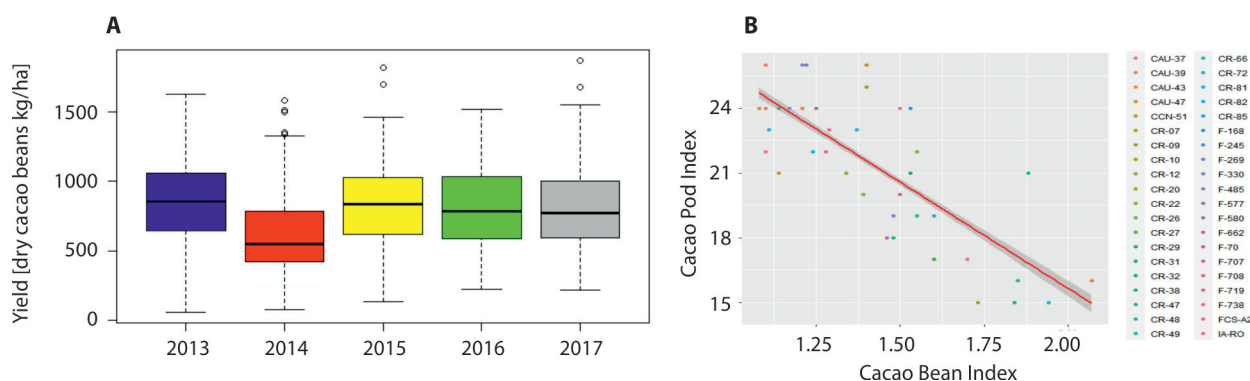 A
Yield [dry cacao beans kg/ha]
1500
1000
500
0
2013 2014 2015 2016 2017
B
Cacao Pod Index
24
21
18
15
1.25 1.50 1.75 2.00
Cacao Bean Index
CAU-37
CAU-39
CAU-43
CAU-47
CCN-51
CR-07
CR-09
CR-10
CR-12
CR-20
CR-22
CR-26
CR-27
CR-29
CR-31
CR-32
CR-38
CR-47
CR-48
CR-49
CR-66
CR-72
CR-81
CR-82
CR-85
F-168
F-245
F-269
F-330
F-485
F-577
F-580
F-662
F-70
F-707
F-708
F-719
F-738
FCS-A2
IA-RO